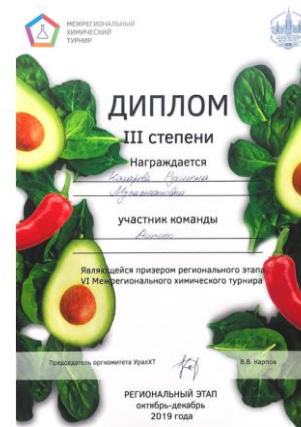 МЕЖРЕГИОНАЛЬНЫЙ
ХИМИЧЕСКИЙ
ТУРНИР
ДИПЛОМ
III степени
Награждается
участник команды
Являющейся призером регионального этапа
VI Межрегионального химического турнира
Председатель оргкомитета УралХТ
В.В. Карпов
РЕГИОНАЛЬНЫЙ ЭТАП
октябрь-декабрь
2019 года